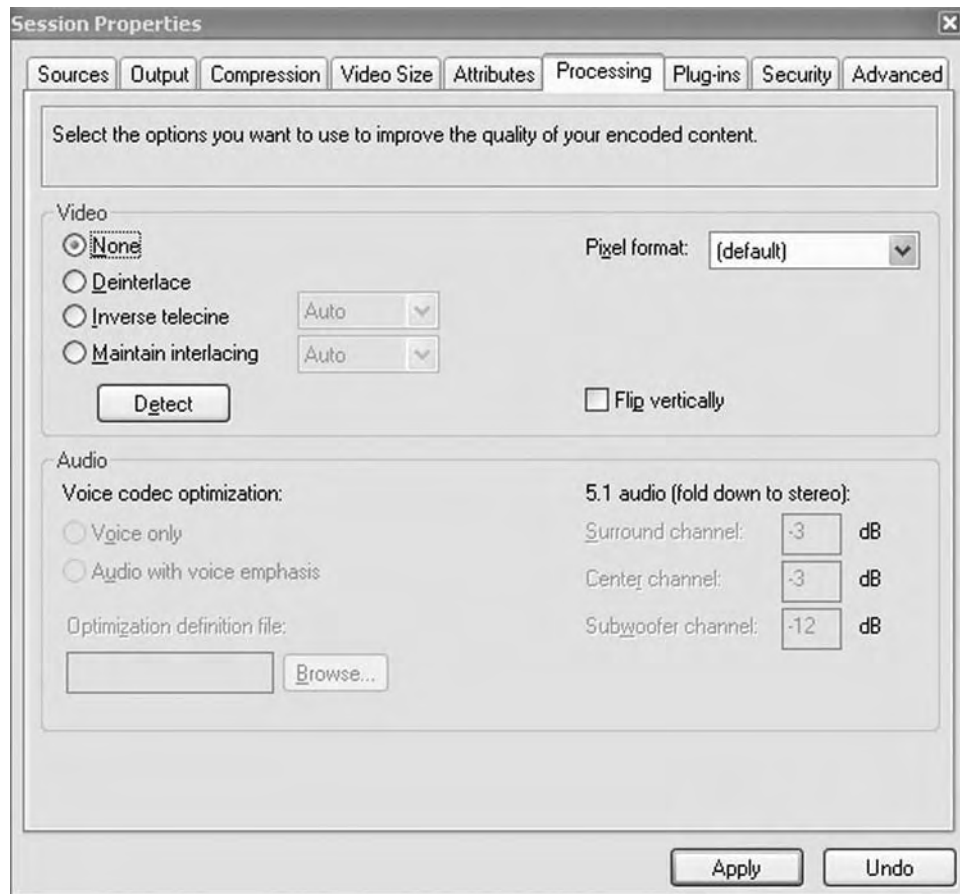 Session Properties
Sources Output Compression Video Size Attributes Processing Plug-ins Security Advanced
Select the options you want to use to improve the quality of your encoded content.
Video
None
Pixel format: (default)
Deinterlace
Inverse telecine Auto
Maintain interlacing Auto
Detect
Flip vertically
Audio
Voice codec optimization:
5.1 audio (fold down to stereo):
Voice only
Surround channel: -3 dB
Audio with voice emphasis
Center channel: -3 dB
Optimization definition file:
Subwoofer channel: -12 dB
Browse...
Apply Undo